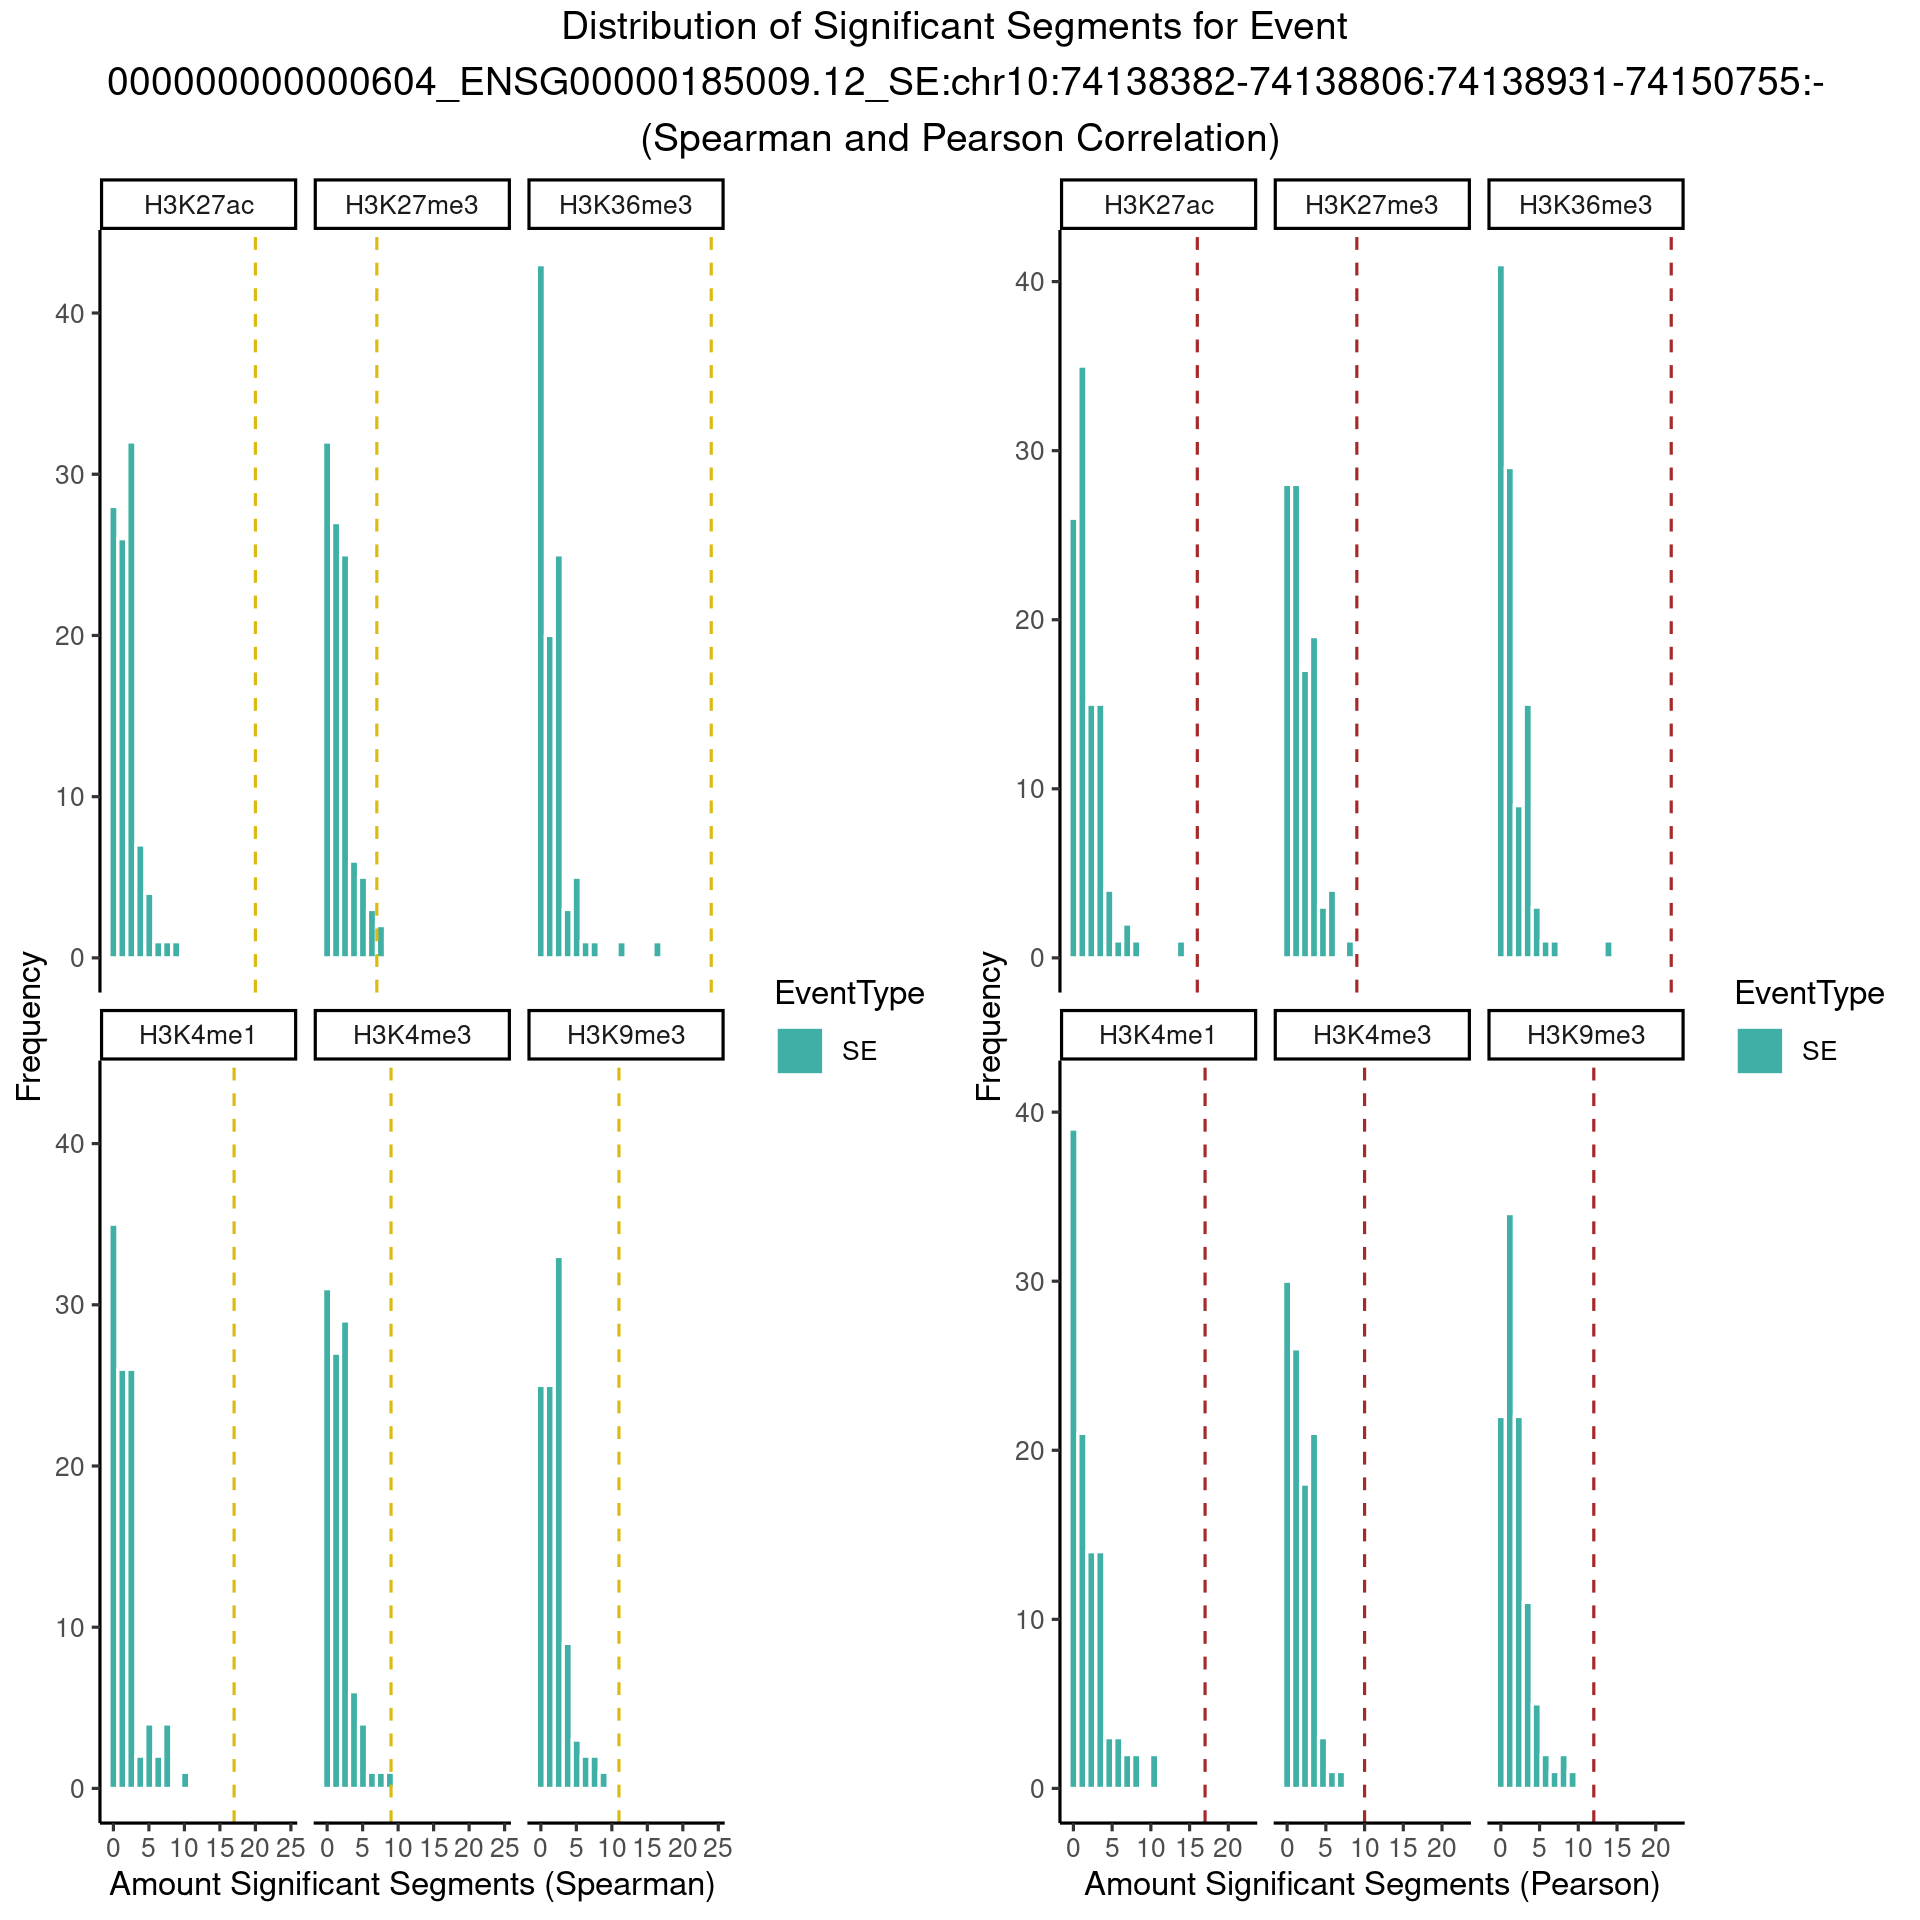 Distribution of Significant Segments for Event
000000000000604_ENSG00000185009.12_SE:chr10:74138382-74138806:74138931-74150755:-
(Spearman and Pearson Correlation)
H3K27ac H3K27me3 H3K36me3
40
30
20
10
0
H3K4me1 H3K4me3 H3K9me3
40
30
20
10
0
0 5 10 15 20 25 0 5 10 15 20 25 0 5 10 15 20 25
Amount Significant Segments (Spearman)
Frequency
EventType
SE
H3K27ac H3K27me3 H3K36me3
40
30
20
10
0
H3K4me1 H3K4me3 H3K9me3
40
30
20
10
0
0 5 10 15 20 0 5 10 15 20 0 5 10 15 20
Amount Significant Segments (Pearson)
Frequency
EventType
SE